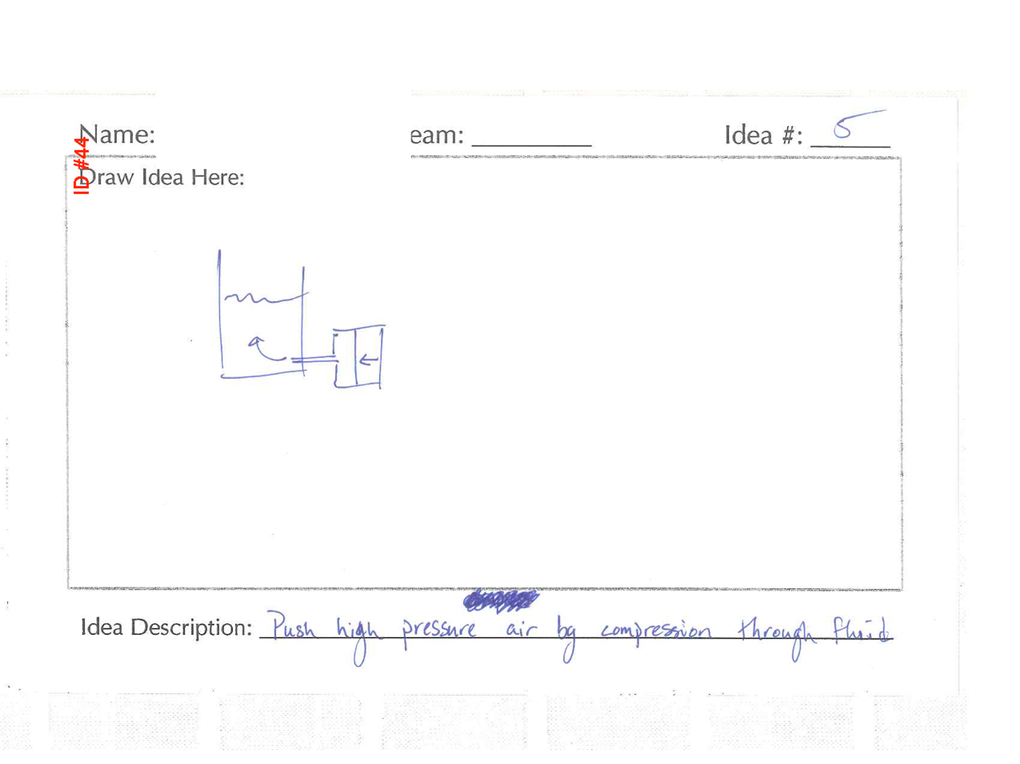 Name: eam: Idea #: 5
ID #44
Draw Idea Here:
Idea Description: Push high pressure air by compression through fluid